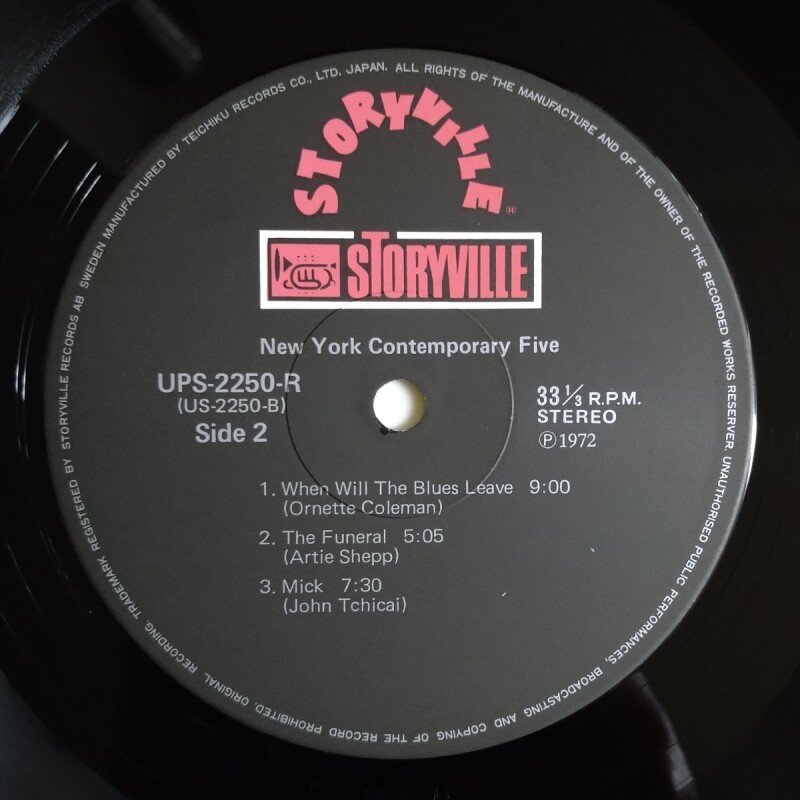 STORYVILLE ®
STORYVILLE
New York Contemporary Five
UPS-2250-R
(US-2250-B)
Side 2
33 1/3 R.P.M.
STEREO
Ⓟ 1972
1. When Will The Blues Leave 9:00
(Ornette Coleman)
2. The Funeral 5:05
(Artie Shepp)
3. Mick 7:30
(John Tchicai)
TRADEMARK REGISTERED BY STORYVILLE RECORDS AB SWEDEN MANUFACTURED BY TEICHIKU RECORDS CO., LTD. JAPAN. ALL RIGHTS OF THE MANUFACTURE AND OF THE OWNER OF THE RECORDED WORKS RESERVER. UNAUTHORISED PUBLIC PERFORMANCES, BROADCASTING AND COPYING OF THE RECORD PROHIBITED. ORIGINAL RECORDING.